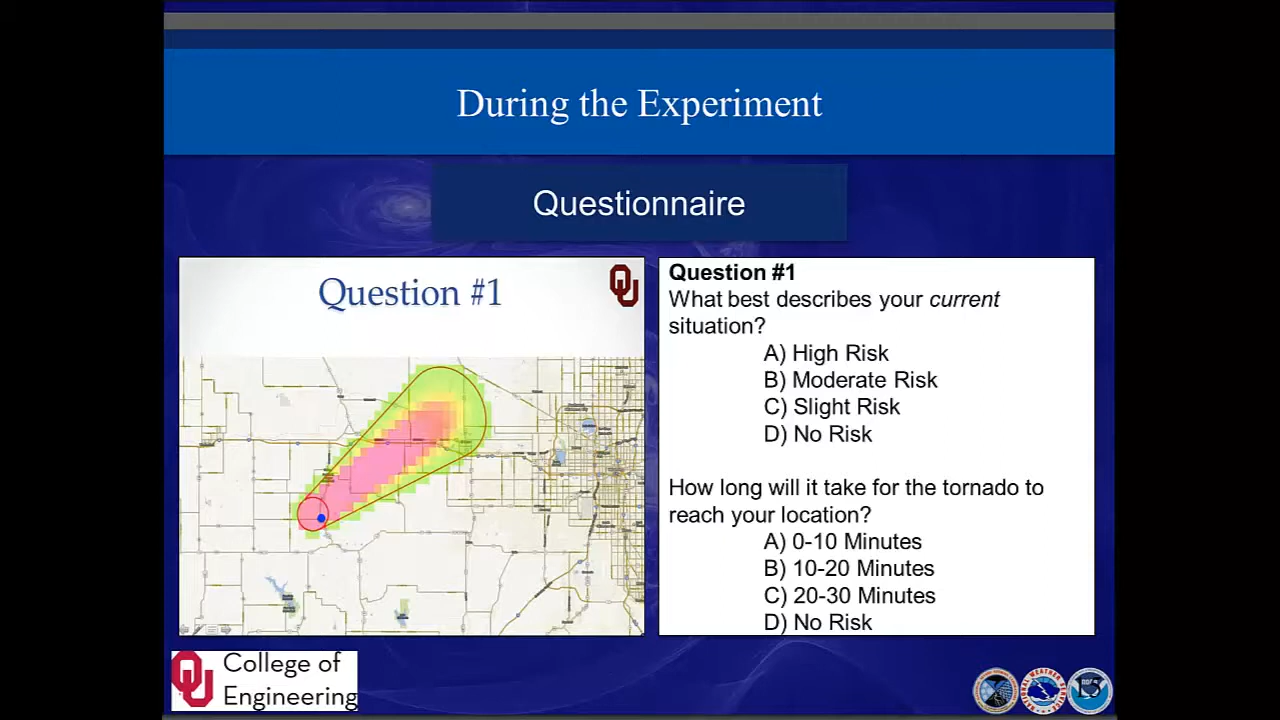 During the Experiment
Questionnaire
Question #1
Question #1
What best describes your current
situation?
A) High Risk
B) Moderate Risk
C) Slight Risk
D) No Risk
How long will it take for the tornado to
reach your location?
A) 0-10 Minutes
B) 10-20 Minutes
C) 20-30 Minutes
D) No Risk
College of
Engineering